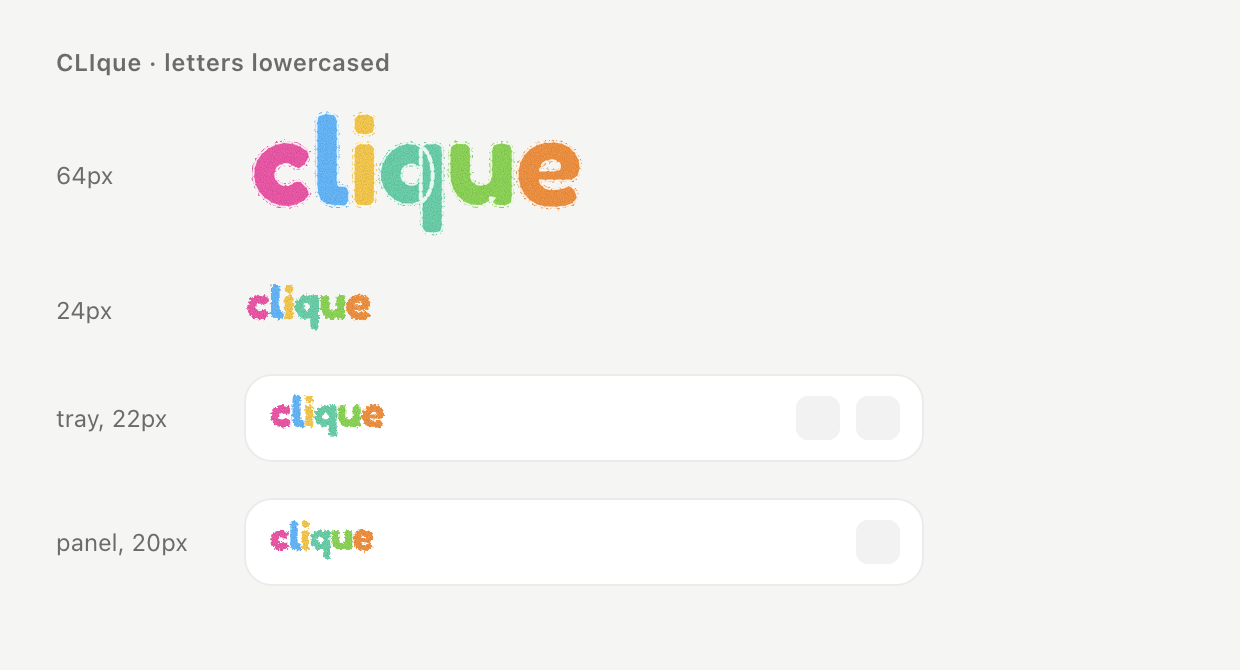 CLIque · letters lowercased
64px
clique
24px
clique
tray, 22px
clique
panel, 20px
clique